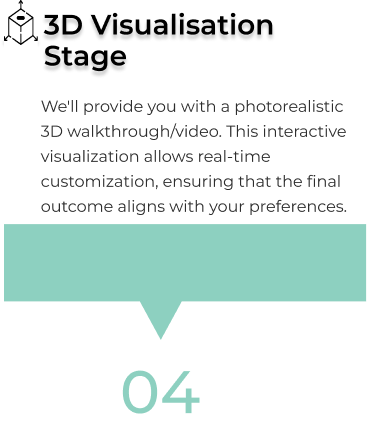 3D Visualisation
Stage
We'll provide you with a photorealistic
3D walkthrough/video. This interactive
visualization allows real-time
customization, ensuring that the final
outcome aligns with your preferences.
04